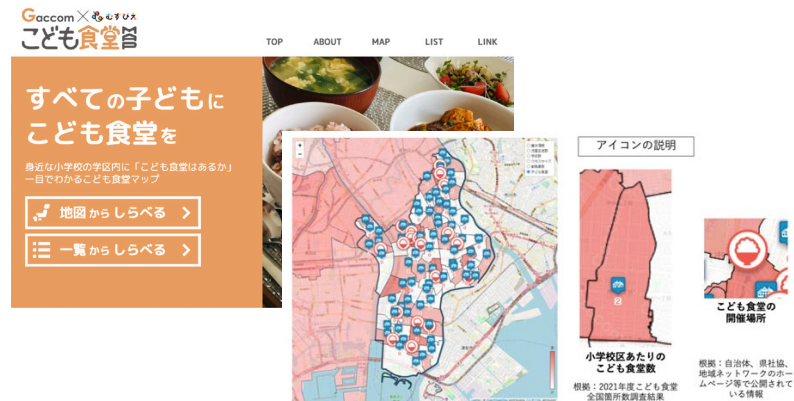 Gaccom×むすびえ
こども食堂MAP
TOP ABOUT MAP LIST LINK
すべての子どもに
こども食堂を
身近な小学校の学区内に「こども食堂はあるか」
一目でわかるこども食堂マップ
地図からしらべる
一覧からしらべる
アイコンの説明
2
小学校区あたりの
こども食堂数
根拠：2021年度こども食堂
全国箇所数調査結果
こども食堂の
開催場所
根拠：自治体、県社協、
地域ネットワークのホー
ムページ等で公開されて
いる情報